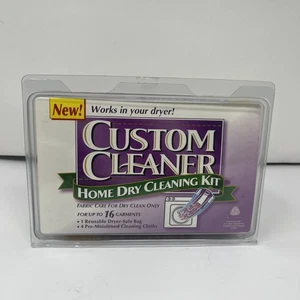 New!
Works in your dryer!
CUSTOM
CLEANER
HOME DRY CLEANING KIT
FABRIC CARE FOR DRY CLEAN ONLY
FOR UP TO 16 GARMENTS
• 1 Reusable Dryer-Safe Bag
• 4 Pre-Moistened Cleaning Cloths